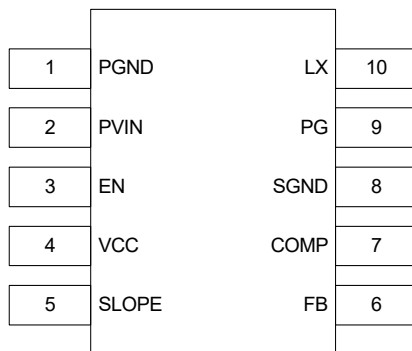 1 PGND LX 10
2 PVIN PG 9
3 EN SGND 8
4 VCC COMP 7
5 SLOPE FB 6